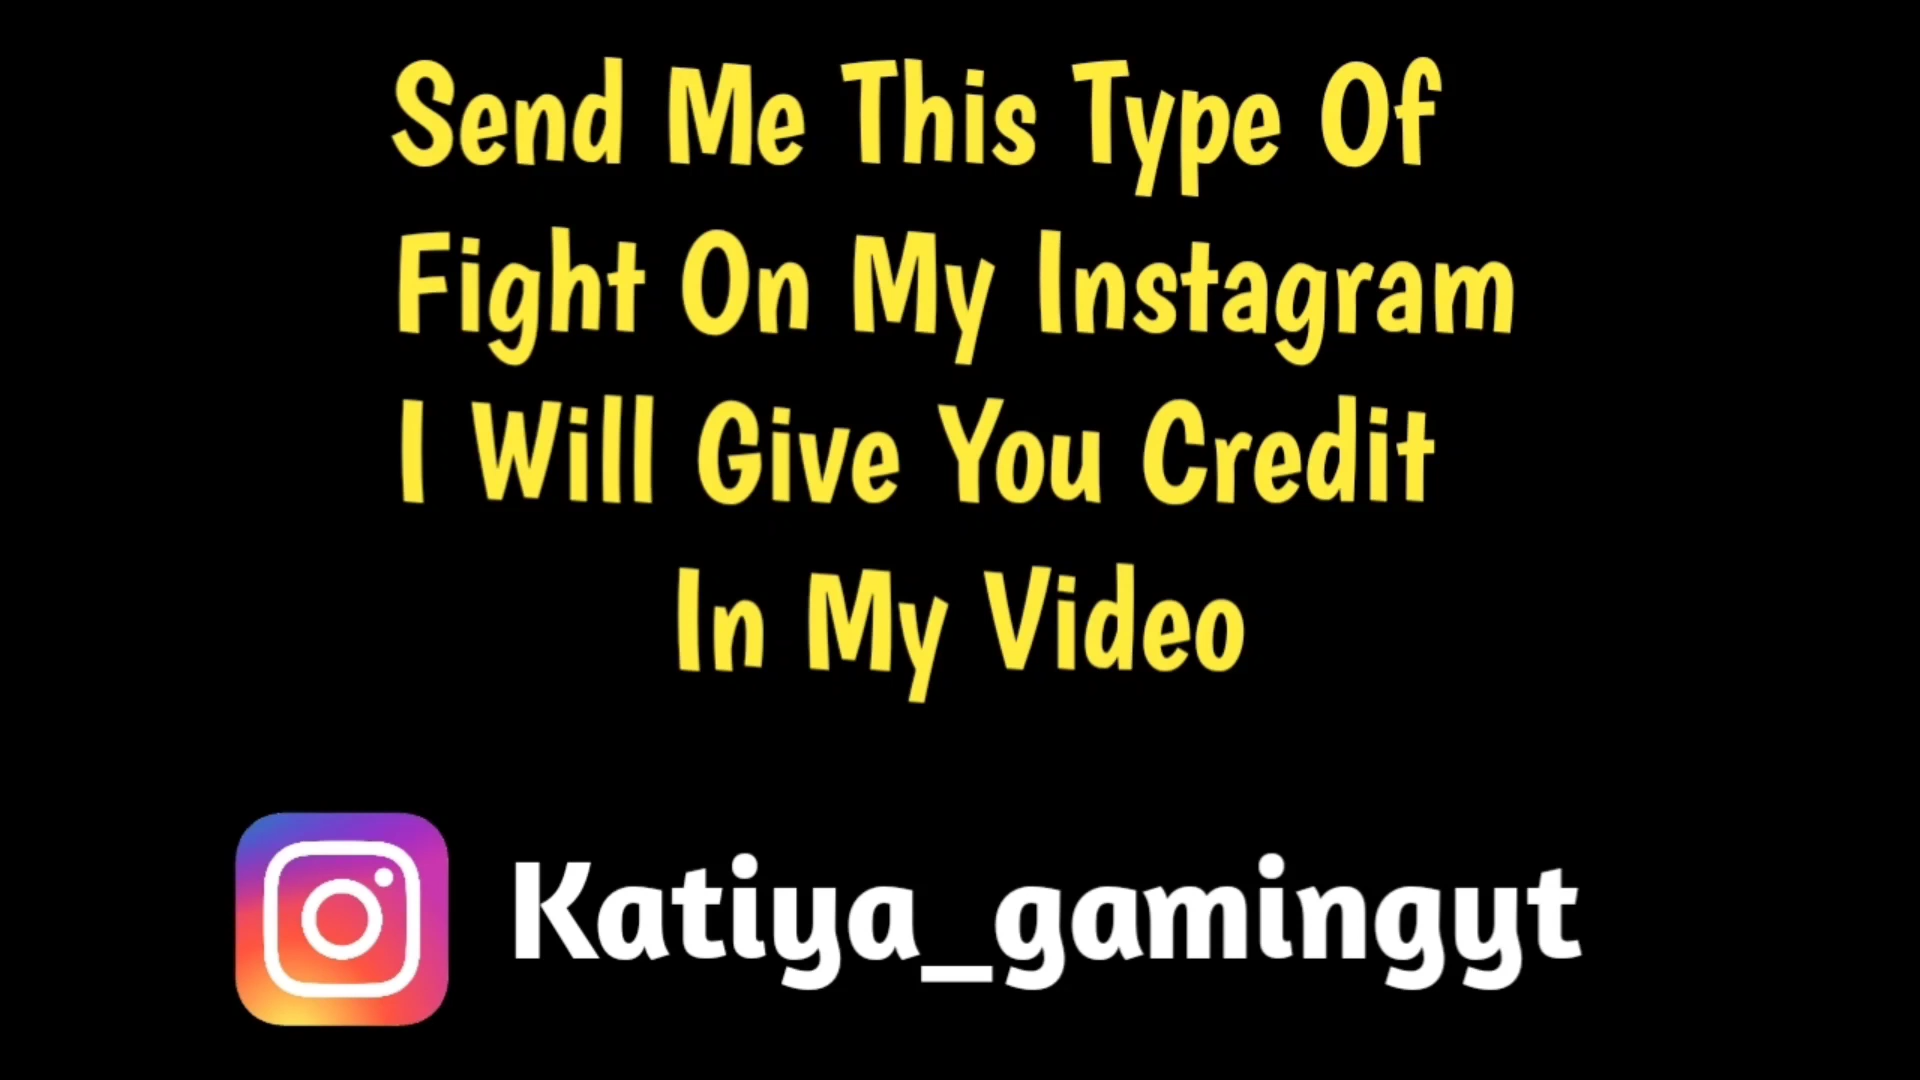 Send Me This Type Of
Fight On My Instagram
I Will Give You Credit
In My Video
Katiya_gamingyt